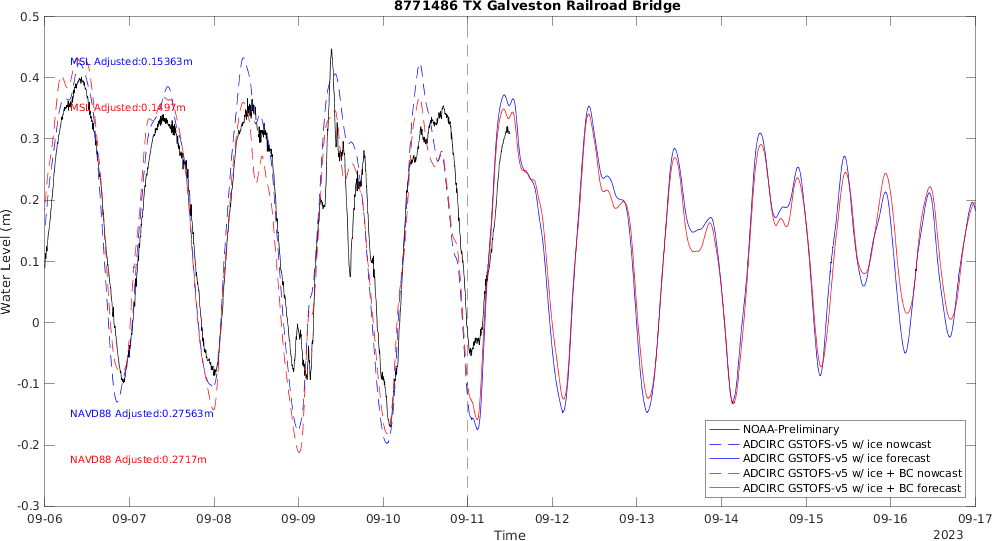 8771486 TX Galveston Railroad Bridge
Water Level (m)
0.5
0.4
0.3
0.2
0.1
0
-0.1
-0.2
-0.3
MSL Adjusted:0.15363m
MSL Adjusted:0.1497m
NAVD88 Adjusted:0.27563m
NAVD88 Adjusted:0.2717m
NOAA-Preliminary
ADCIRC GSTOFS-v5 w/ ice nowcast
ADCIRC GSTOFS-v5 w/ ice forecast
ADCIRC GSTOFS-v5 w/ ice + BC nowcast
ADCIRC GSTOFS-v5 w/ ice + BC forecast
09-06 09-07 09-08 09-09 09-10 09-11 09-12 09-13 09-14 09-15 09-16 09-17
Time
2023